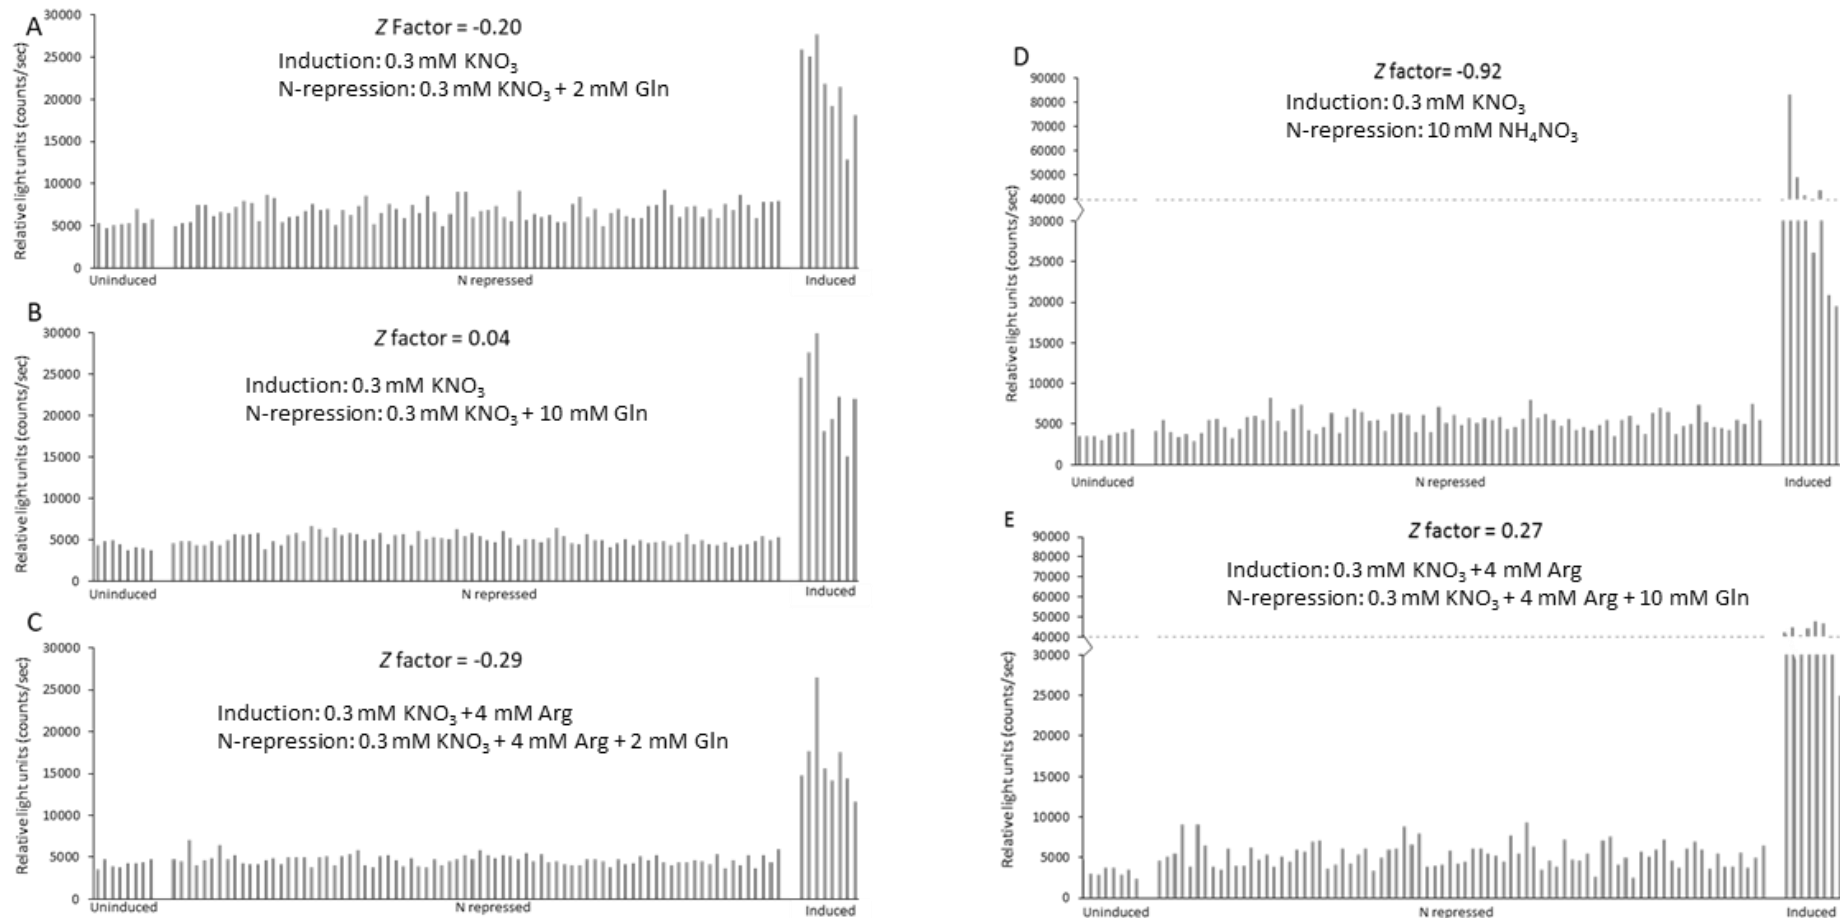 A
Z Factor = -0.20
Induction: 0.3 mM KNO₃
N-repression: 0.3 mM KNO₃ + 2 mM Gln
Relative light units (counts/sec)
30000
25000
20000
15000
10000
5000
0
Uninduced N repressed Induced
B
Z factor = 0.04
Induction: 0.3 mM KNO₃
N-repression: 0.3 mM KNO₃ + 10 mM Gln
Relative light units (counts/sec)
30000
25000
20000
15000
10000
5000
0
Uninduced N repressed Induced
C
Z factor = -0.29
Induction: 0.3 mM KNO₃ + 4 mM Arg
N-repression: 0.3 mM KNO₃ + 4 mM Arg + 2 mM Gln
Relative light units (counts/sec)
30000
25000
20000
15000
10000
5000
0
Uninduced N repressed Induced
D
Z factor= -0.92
Induction: 0.3 mM KNO₃
N-repression: 10 mM NH₄NO₃
Relative light units (counts/sec)
90000
80000
70000
60000
50000
40000
30000
25000
20000
15000
10000
5000
0
Uninduced N repressed Induced
E
Z factor = 0.27
Induction: 0.3 mM KNO₃ + 4 mM Arg
N-repression: 0.3 mM KNO₃ + 4 mM Arg + 10 mM Gln
Relative light units (counts/sec)
90000
80000
70000
60000
50000
40000
30000
25000
20000
15000
10000
5000
0
Uninduced N repressed Induced